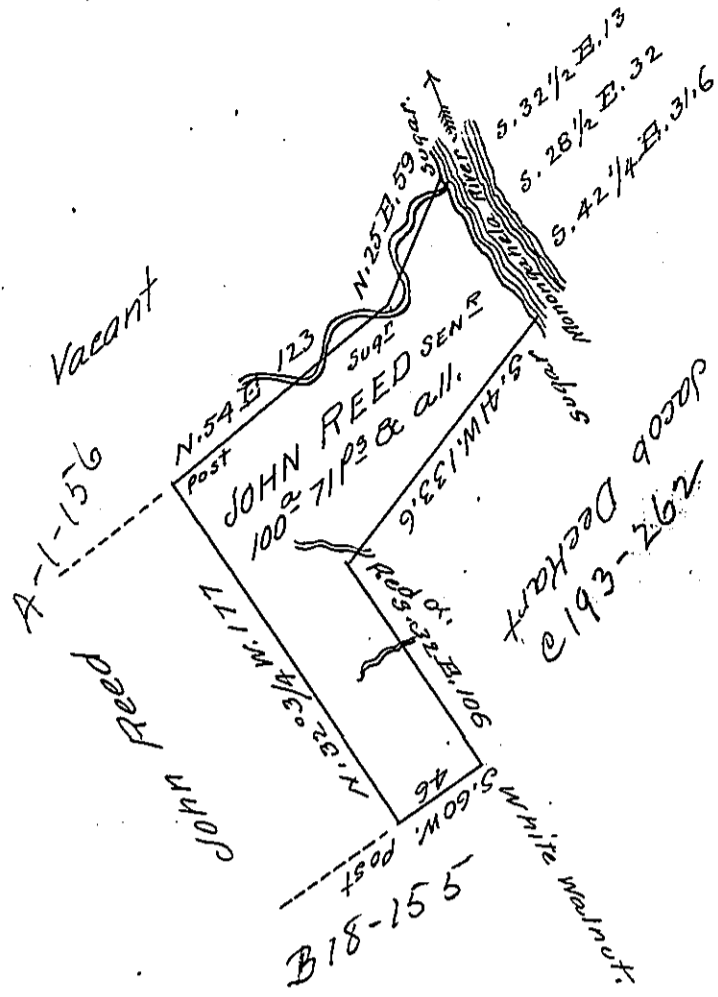 S. 32 1/2 E. 13
S. 28 1/2 E. 32
S. 42 1/4 E. 31.6
Sugar.
Monongahela River
N. 25 E. 59
Vacant
N. 54 E 123
Sugr
post
JOHN REED SENR
100a 71ps & all.
A-1-156
S. 41 W. 133.6
Sugar
Jacob Deckart
C193-292
S. 32 E. 106
N. 32° 3/4 W. 177
John Reed
S. 60 W. 46
Post
White Walnut.
B18-155